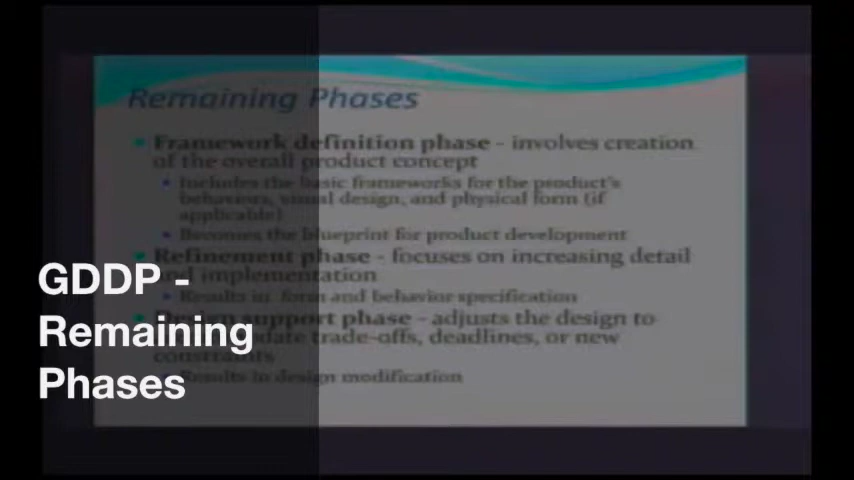 Remaining Phases
Framework definition phase - involves creation
of the overall product concept
Includes the basic frameworks for the product's
behaviors, visual design, and physical form (if
applicable)
Becomes the blueprint for product development
Refinement phase - focuses on increasing detail
and implementation
Results in form and behavior specification
Design support phase - adjusts the design to
trade-offs, deadlines, or new
constraints
Results in design modification
GDDP -
Remaining
Phases